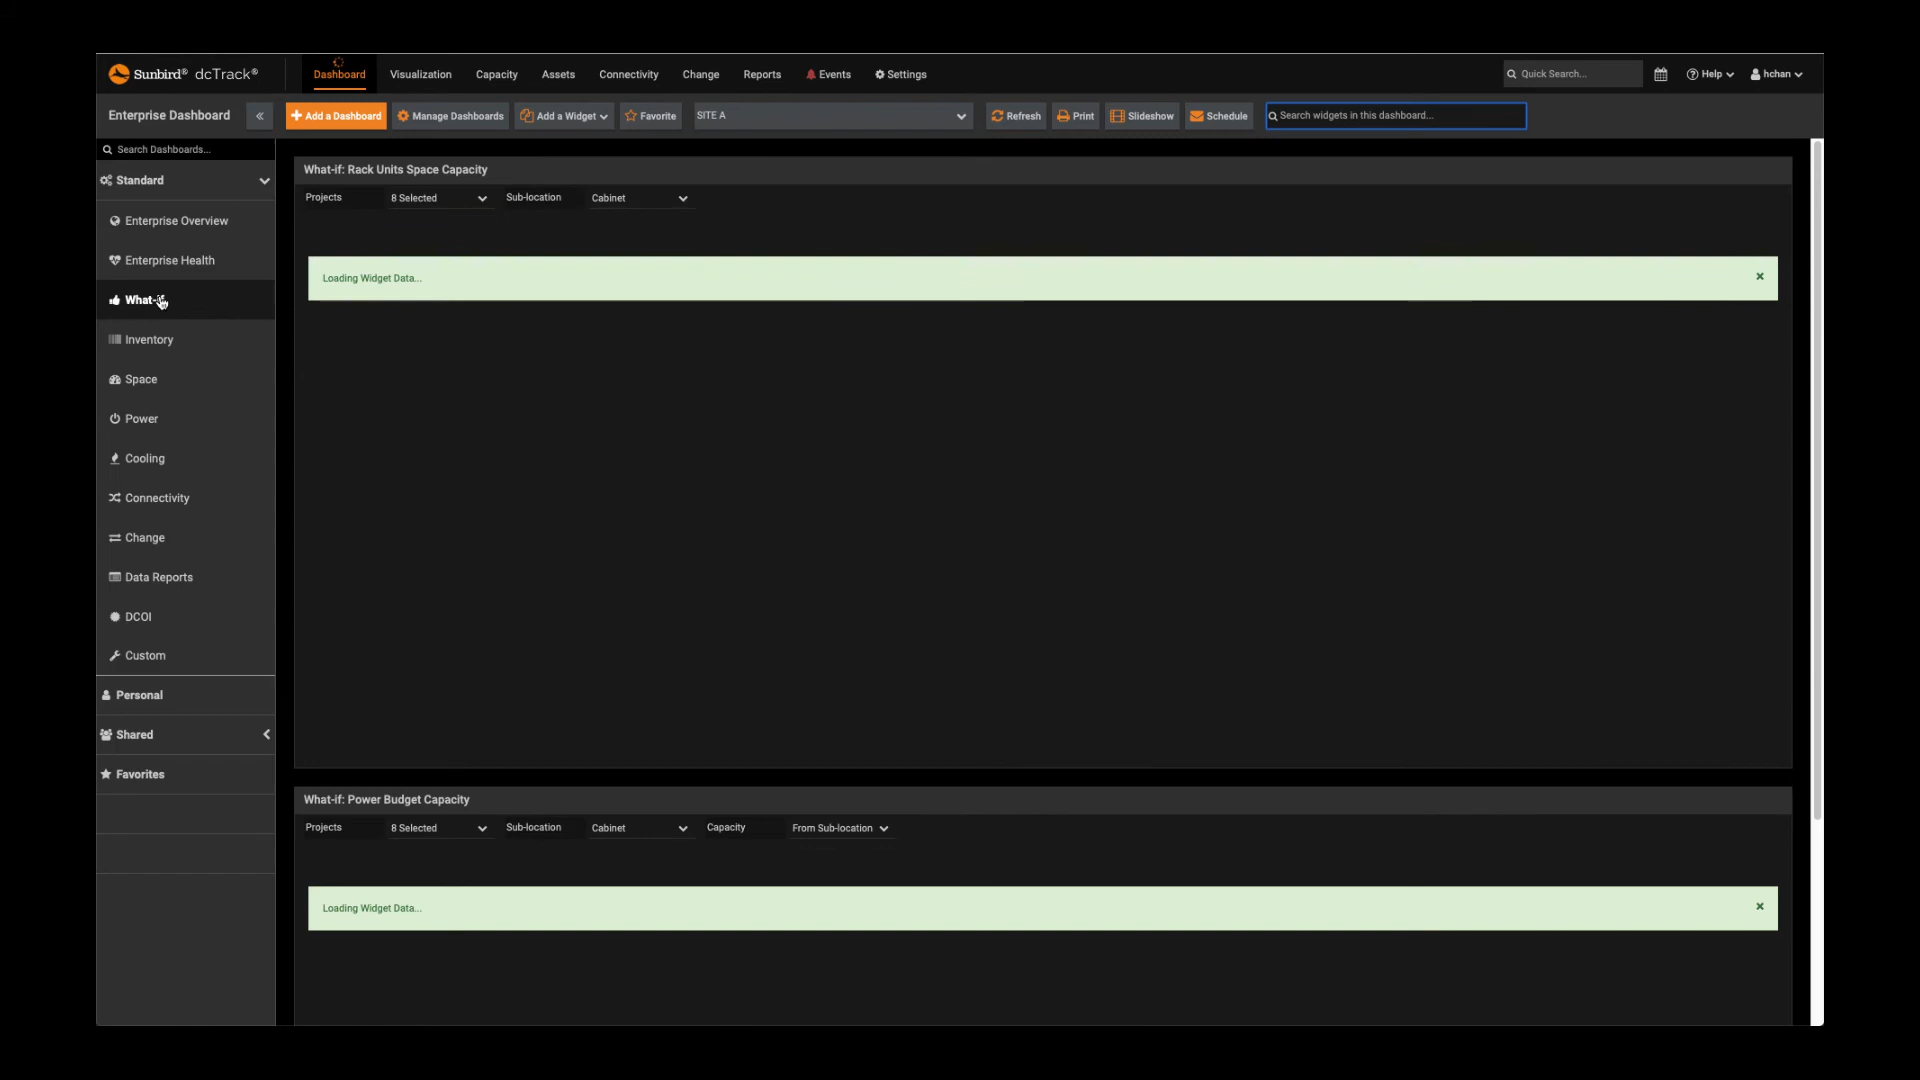 Sunbird® dcTrack®
Dashboard
Visualization
Capacity
Assets
Connectivity
Change
Reports
Events
Settings
Quick Search...
Help
hchan
Enterprise Dashboard
Add a Dashboard
Manage Dashboards
Add a Widget
Favorite
SITE A
Refresh
Print
Slideshow
Schedule
Search widgets in this dashboard...
Search Dashboards...
Standard
Enterprise Overview
Enterprise Health
Inventory
Space
Power
Cooling
Connectivity
Change
Data Reports
DCOI
Custom
Personal
Shared
Favorites
What-if: Rack Units Space Capacity
Projects 8 Selected Sub-location Cabinet
Loading Widget Data...
What-if: Power Budget Capacity
Projects 8 Selected Sub-location Cabinet Capacity From Sub-location
Loading Widget Data...